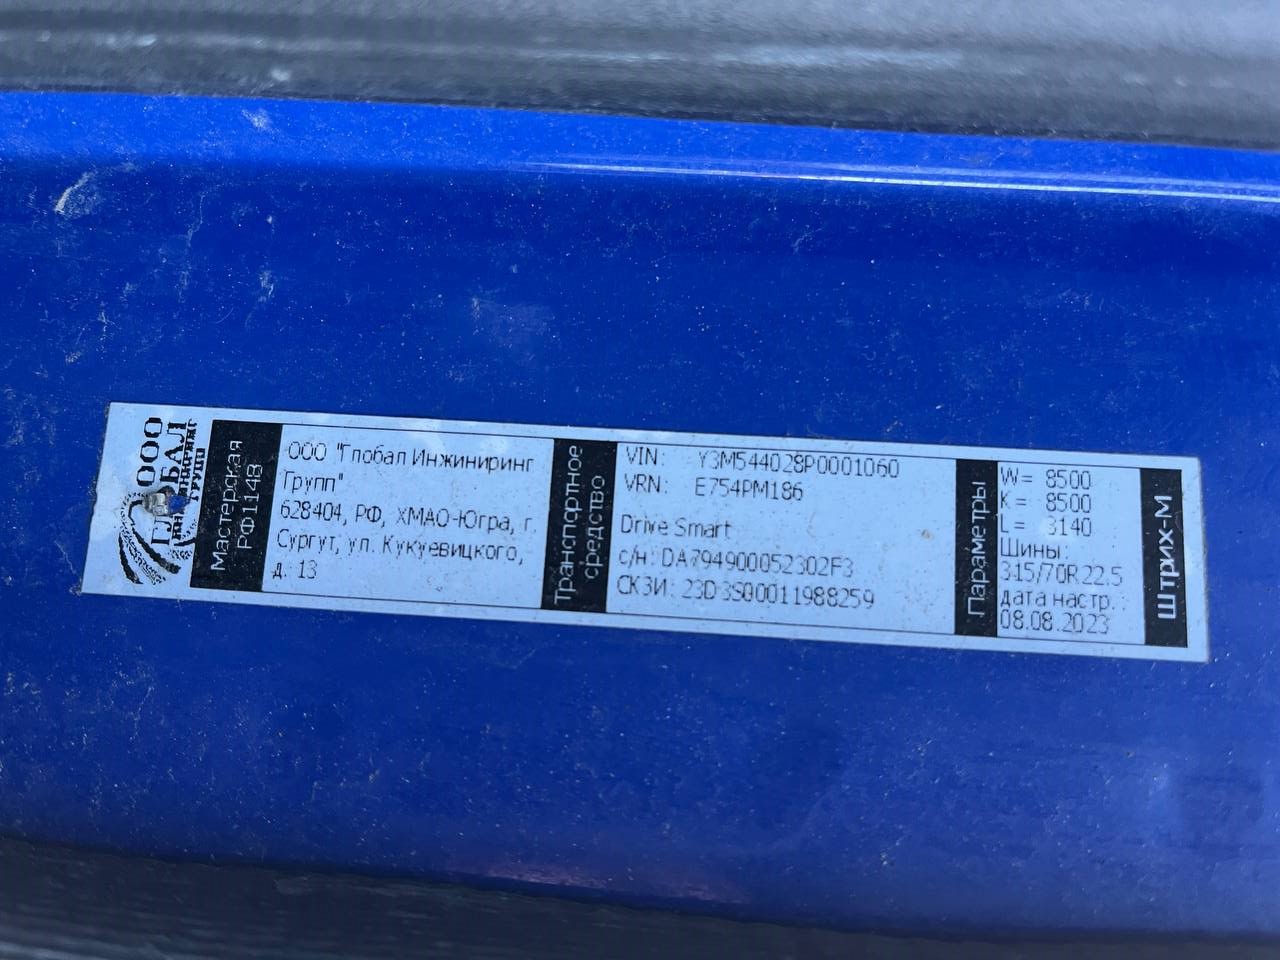 ООО
ГЛОБАЛ
ИНЖИНИРИНГ
ГРУПП
Мастерская
РФ1148
ООО "Глобал Инжиниринг
Групп"
628404, РФ, ХМАО-Югра, г.
Сургут, ул. Кукуевицкого,
д. 13
Транспортное
средство
VIN: Y3M544028P0001060
VRN: E754PM186
Drive Smart
с/н: DA794900052302F3
СКЗИ: 23D3S00011988259
Параметры
W= 8500
K = 8500
L = 3140
Шины:
315/70R22.5
дата настр.:
08.08.2023
Штрих-М